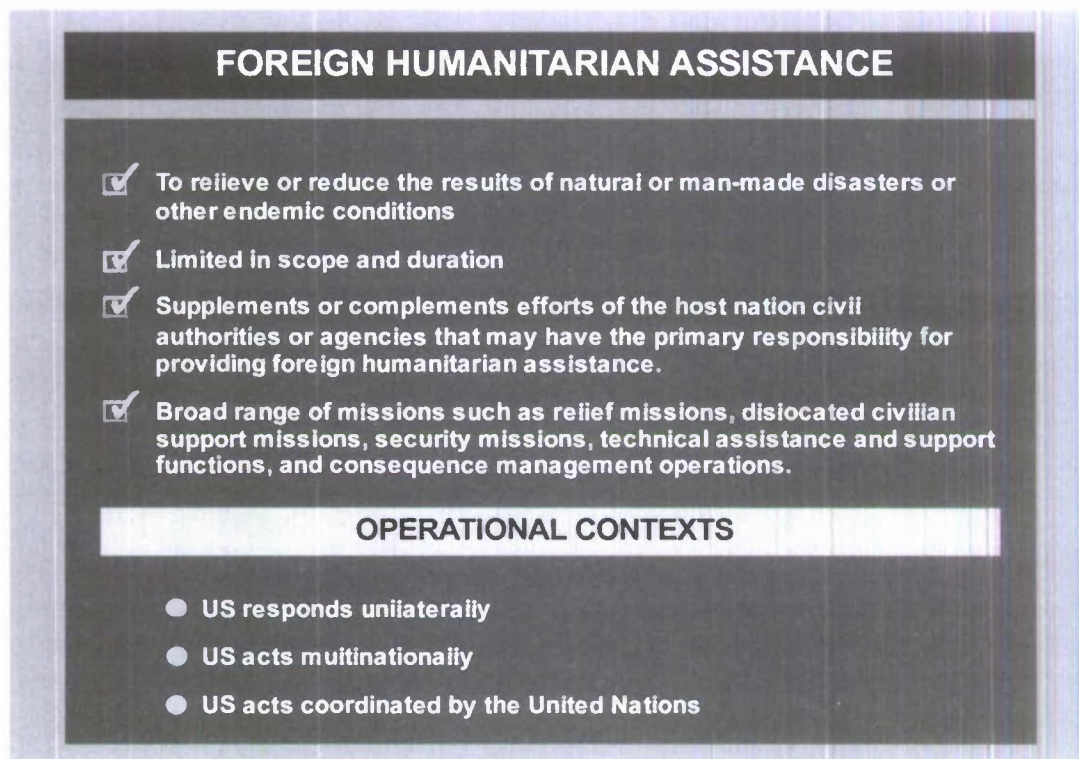 FOREIGN HUMANITARIAN ASSISTANCE
To relieve or reduce the results of natural or man-made disasters or
other endemic conditions
Limited in scope and duration
Supplements or complements efforts of the host nation civil
authorities or agencies that may have the primary responsibility for
providing foreign humanitarian assistance.
Broad range of missions such as relief missions, dislocated civilian
support missions, security missions, technical assistance and support
functions, and consequence management operations.
OPERATIONAL CONTEXTS
US responds unilaterally
US acts multinationally
US acts coordinated by the United Nations